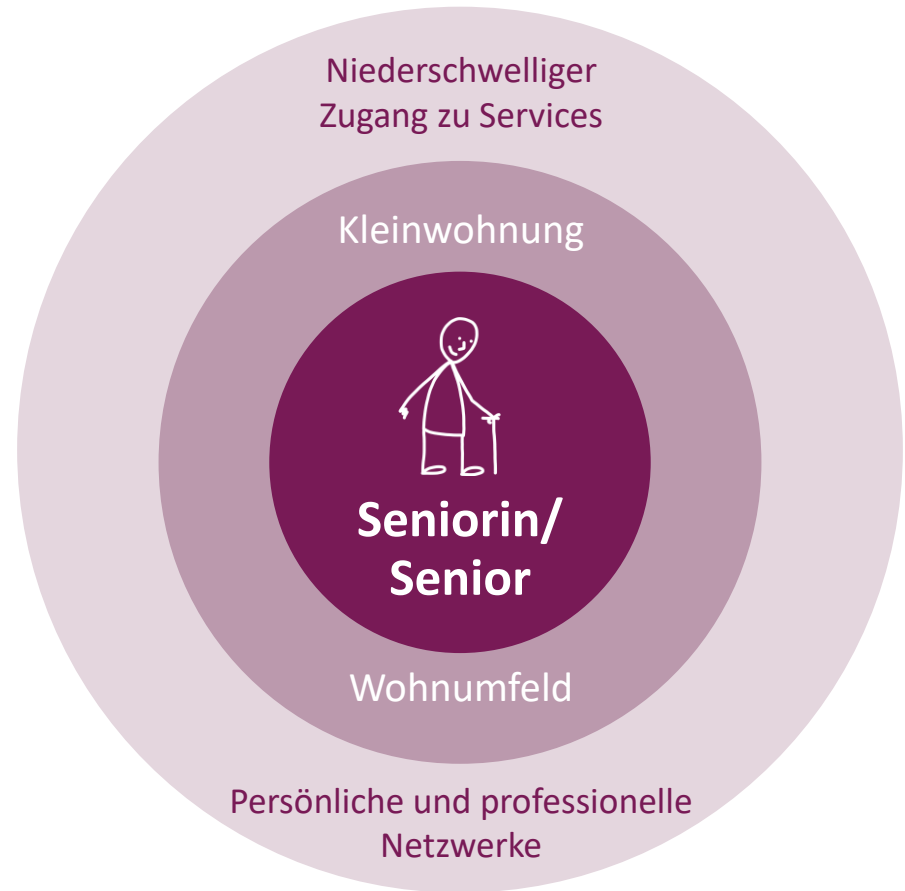 Niederschwelliger
Zugang zu Services
Kleinwohnung
Seniorin/
Senior
Wohnumfeld
Persönliche und professionelle
Netzwerke